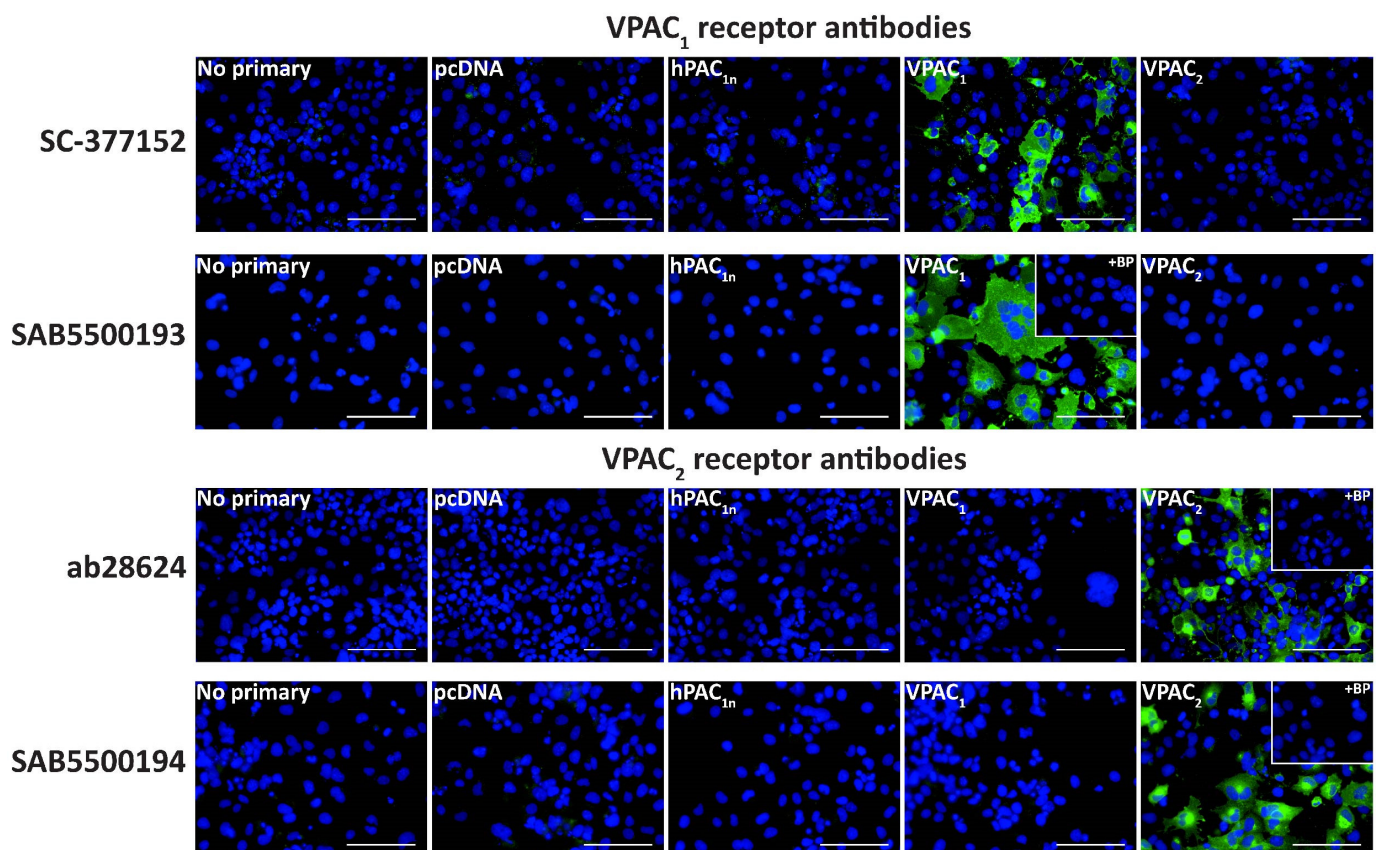 VPAC₁ receptor antibodies
No primary pcDNA hPAC₁ₙ VPAC₁ VPAC₂
SC-377152
No primary pcDNA hPAC₁ₙ VPAC₁ +BP VPAC₂
SAB5500193
VPAC₂ receptor antibodies
No primary pcDNA hPAC₁ₙ VPAC₁ VPAC₂ +BP
ab28624
No primary pcDNA hPAC₁ₙ VPAC₁ VPAC₂ +BP
SAB5500194